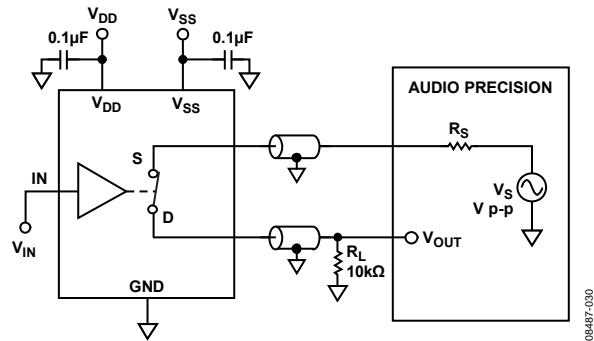 V_DD
V_SS
0.1µF
0.1µF
V_DD
V_SS
AUDIO PRECISION
R_S
S
IN
V_S
V p-p
D
V_IN
V_OUT
R_L
10kΩ
GND
08487-030